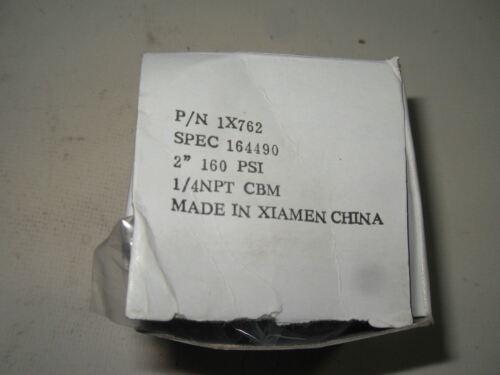 P/N 1X762
SPEC 164490
2" 160 PSI
1/4NPT CBM
MADE IN XIAMEN CHINA